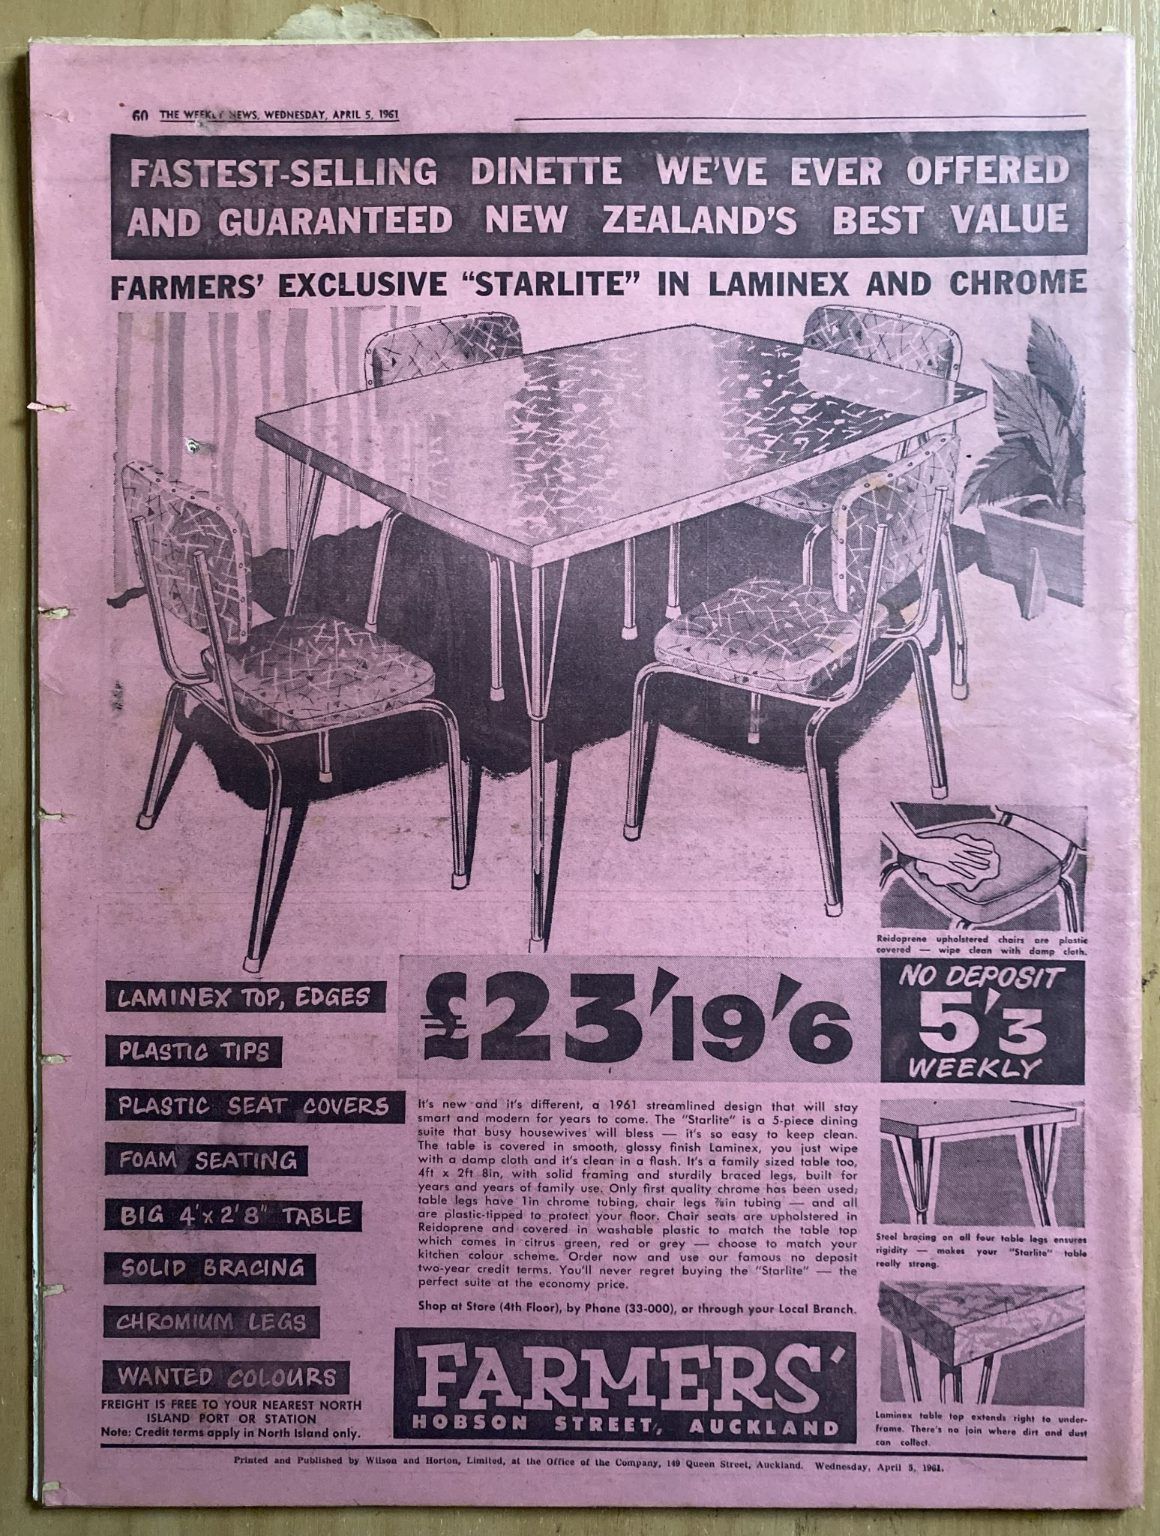 60 THE WEEKLY NEWS, WEDNESDAY, APRIL 5, 1961
FASTEST-SELLING DINETTE WE'VE EVER OFFERED
AND GUARANTEED NEW ZEALAND'S BEST VALUE
FARMERS' EXCLUSIVE "STARLITE" IN LAMINEX AND CHROME
Reidoprene upholstered chairs are plastic
covered — wipe clean with damp cloth.
LAMINEX TOP, EDGES
PLASTIC TIPS
PLASTIC SEAT COVERS
FOAM SEATING
BIG 4'x 2'8" TABLE
SOLID BRACING
CHROMIUM LEGS
WANTED COLOURS
FREIGHT IS FREE TO YOUR NEAREST NORTH
ISLAND PORT OR STATION
Note: Credit terms apply in North Island only.
£23'19'6
NO DEPOSIT
5'3
WEEKLY
It's new and it's different, a 1961 streamlined design that will stay
smart and modern for years to come. The "Starlite" is a 5-piece dining
suite that busy housewives will bless — it's so easy to keep clean.
The table is covered in smooth, glossy finish Laminex, you just wipe
with a damp cloth and it's clean in a flash. It's a family sized table too,
4ft x 2ft 8in, with solid framing and sturdily braced legs, built for
years and years of family use. Only first quality chrome has been used;
table legs have 1in chrome tubing, chair legs ⅞in tubing — and all
are plastic-tipped to protect your floor. Chair seats are upholstered in
Reidoprene and covered in washable plastic to match the table top
which comes in citrus green, red or grey — choose to match your
kitchen colour scheme. Order now and use our famous no deposit
two-year credit terms. You'll never regret buying the "Starlite" — the
perfect suite at the economy price.
Shop at Store (4th Floor), by Phone (33-000), or through your Local Branch.
FARMERS'
HOBSON STREET, AUCKLAND
Steel bracing on all four table legs ensures
rigidity — makes your "Starlite" table
really strong.
Laminex table top extends right to under-
frame. There's no join where dirt and dust
can collect.
Printed and Published by Wilson and Horton, Limited, at the Office of the Company, 149 Queen Street, Auckland. Wednesday, April 5, 1961.